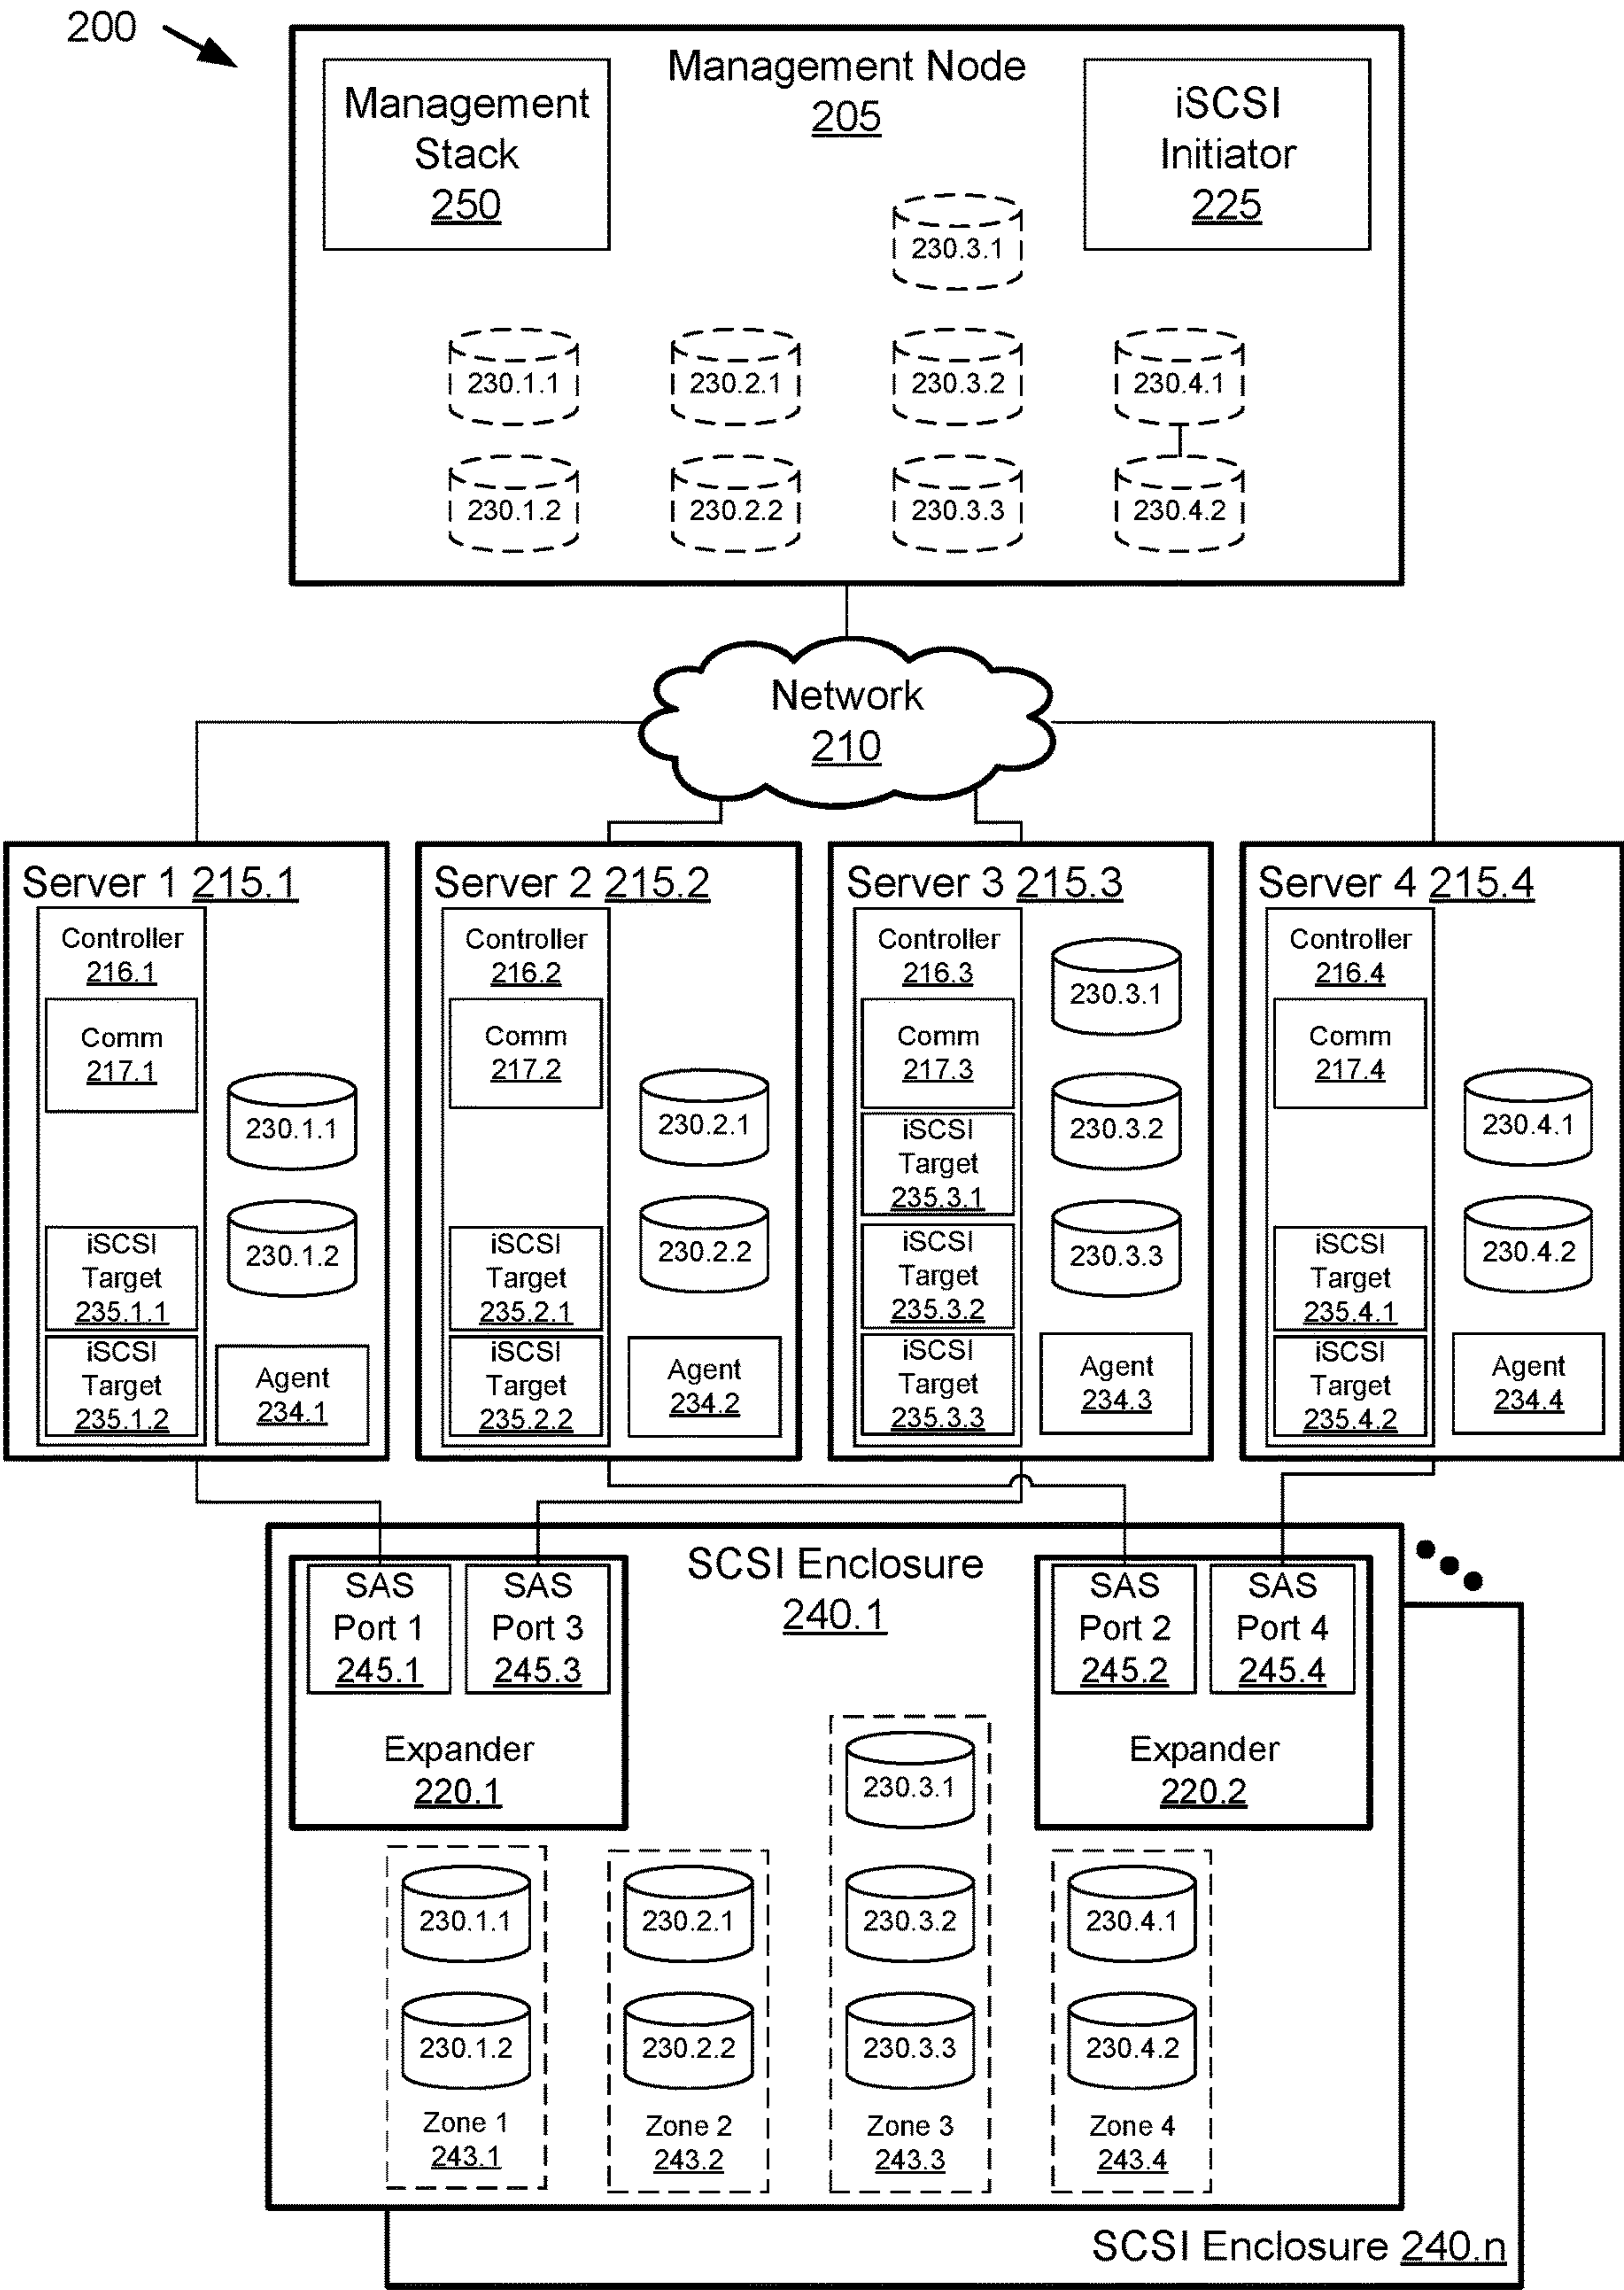 200
Management Node
205
Management
Stack
250
iSCSI
Initiator
225
230.3.1
230.1.1
230.2.1
230.3.2
230.4.1
230.1.2
230.2.2
230.3.3
230.4.2
Network
210
Server 1 215.1
Controller
216.1
Comm
217.1
230.1.1
230.1.2
iSCSI
Target
235.1.1
iSCSI
Target
235.1.2
Agent
234.1
Server 2 215.2
Controller
216.2
Comm
217.2
230.2.1
230.2.2
iSCSI
Target
235.2.1
iSCSI
Target
235.2.2
Agent
234.2
Server 3 215.3
Controller
216.3
230.3.1
Comm
217.3
230.3.2
iSCSI
Target
235.3.1
230.3.3
iSCSI
Target
235.3.2
iSCSI
Target
235.3.3
Agent
234.3
Server 4 215.4
Controller
216.4
Comm
217.4
230.4.1
230.4.2
iSCSI
Target
235.4.1
iSCSI
Target
235.4.2
Agent
234.4
SCSI Enclosure
240.1
SAS
Port 1
245.1
SAS
Port 3
245.3
Expander
220.1
SAS
Port 2
245.2
SAS
Port 4
245.4
Expander
220.2
230.1.1
230.1.2
Zone 1
243.1
230.2.1
230.2.2
Zone 2
243.2
230.3.1
230.3.2
230.3.3
Zone 3
243.3
230.4.1
230.4.2
Zone 4
243.4
SCSI Enclosure 240.n